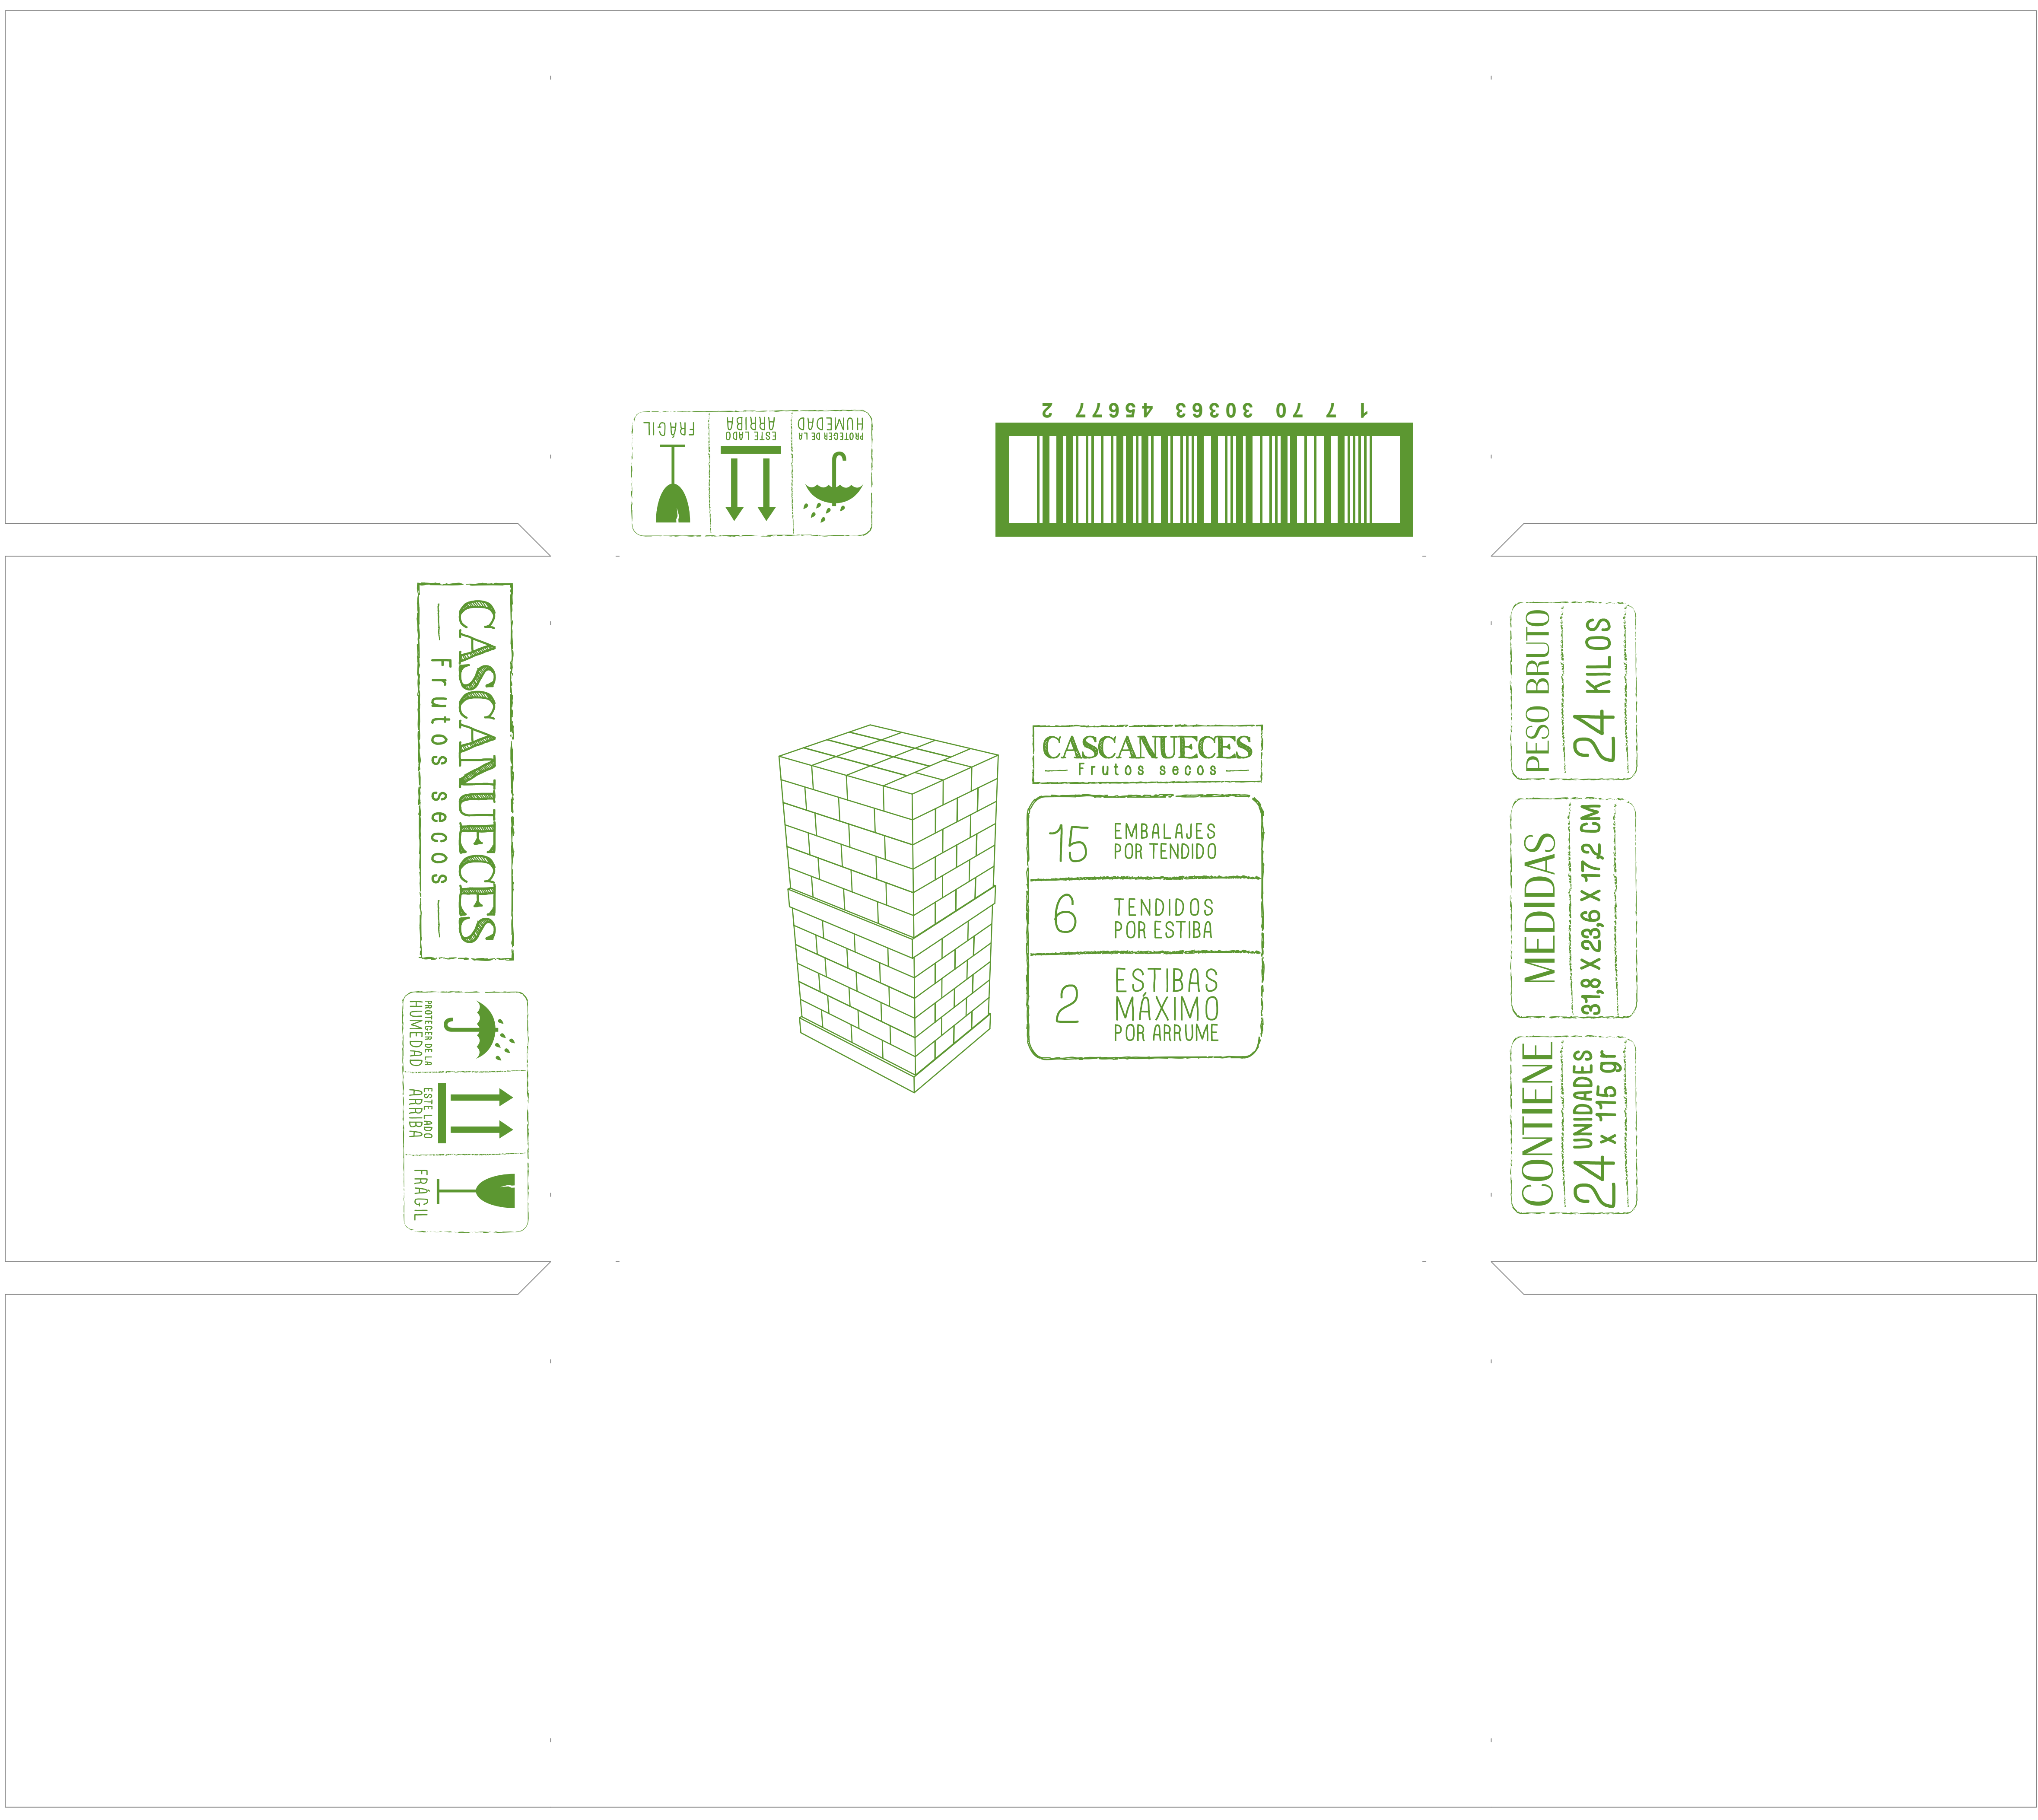 FRÁGIL
ESTE LADO
ARRIBA
PROTEGER DE LA
HUMEDAD
1 7 70 30363 45677 2
CASCANUECES
Frutos secos
PROTEGER DE LA
HUMEDAD
ESTE LADO
ARRIBA
FRÁGIL
CASCANUECES
Frutos secos
15 EMBALAJES
POR TENDIDO
6 TENDIDOS
POR ESTIBA
2 ESTIBAS
MÁXIMO
POR ARRUME
PESO BRUTO
24 KILOS
MEDIDAS
31,8 X 23,6 X 17,2 CM
CONTIENE
24 UNIDADES
x 115 gr